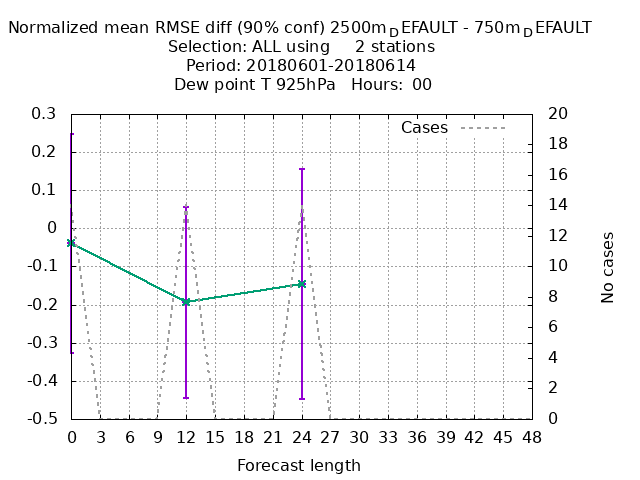 Normalized mean RMSE diff (90% conf) 2500mDEFAULT - 750mDEFAULT
Selection: ALL using 2 stations
Period: 20180601-20180614
Dew point T 925hPa Hours: 00
Cases
0.3
0.2
0.1
0
-0.1
-0.2
-0.3
-0.4
-0.5
20
18
16
14
12
10
8
6
4
2
0
No cases
0 3 6 9 12 15 18 21 24 27 30 33 36 39 42 45 48
Forecast length